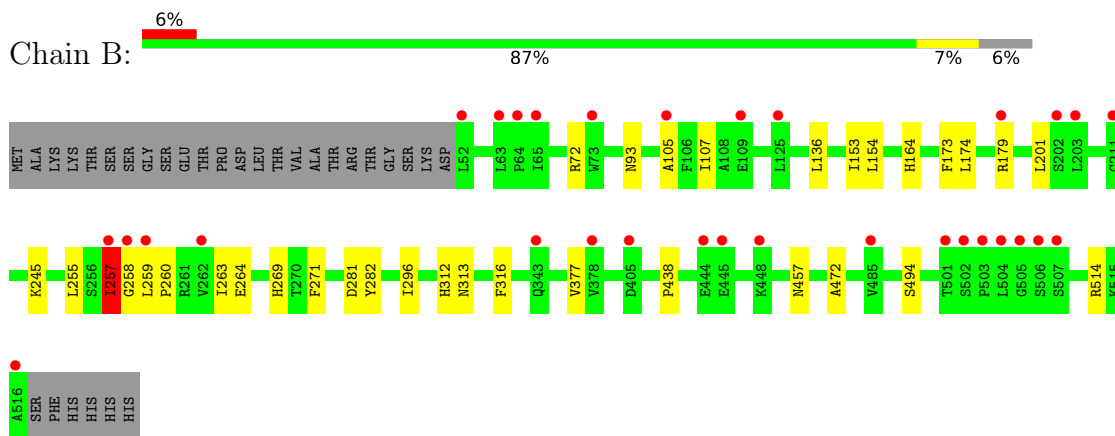 6%
Chain B:
87% 7% 6%
MET ALA LYS LYS THR SER SER GLY GLU THR PRO ASP LEU THR VAL ALA THR ARG THR GLY SER LYS ASP L52 L63 P64 I65 R72 W73 N93 A105 F106 I107 A108 E109 L125 L136 I153 L154 H164 F173 L174 R179 L201 S202 L203
K245 L255 S256 I257 G258 L259 P260 R261 V262 I263 E264 H269 T270 F271 D281 Y282 I296 H312 N313 F316 Q343 V377 V378 D405 P438 E444 E445 K448 N457 A472 V485 S494 T501 S502 P503 L504 G505 S506 S507 R514 K515
A516 SER PHE HIS HIS HIS HIS